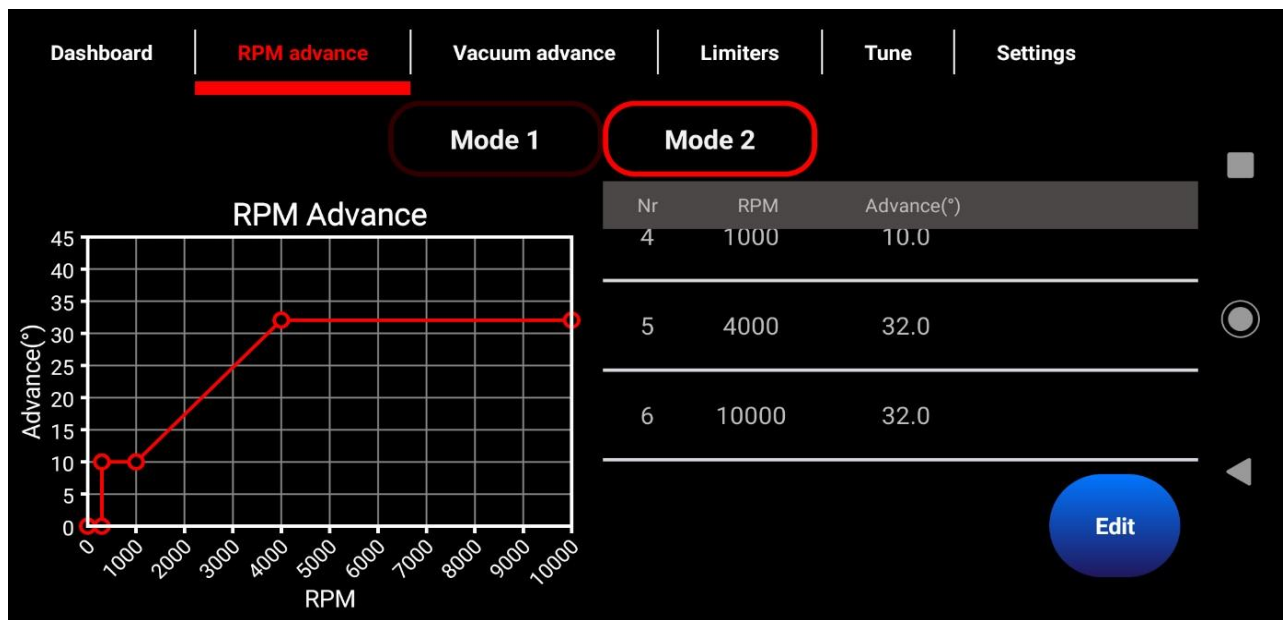 Dashboard RPM advance Vacuum advance Limiters Tune Settings
Mode 1 Mode 2
RPM Advance
45
40
35
30
25
20
15
10
5
0
Advance(°)
0 1000 2000 3000 4000 5000 6000 7000 8000 9000 10000
RPM
Nr RPM Advance(°)
4 1000 10.0
5 4000 32.0
6 10000 32.0
Edit